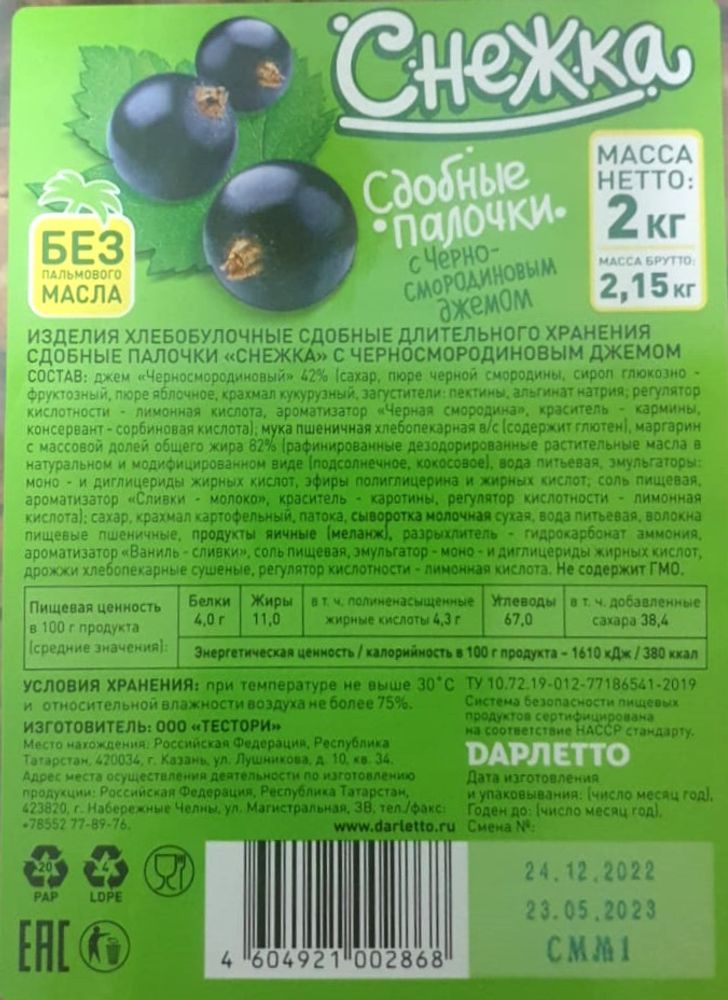 Снежка
Сдобные
•палочки•
с черно-
смородиновым
джемом
МАССА
НЕТТО:
2 кг
МАССА БРУТТО:
2,15 кг
БЕЗ
ПАЛЬМОВОГО
МАСЛА
ИЗДЕЛИЯ ХЛЕБОБУЛОЧНЫЕ СДОБНЫЕ ДЛИТЕЛЬНОГО ХРАНЕНИЯ
СДОБНЫЕ ПАЛОЧКИ «СНЕЖКА» С ЧЕРНОСМОРОДИНОВЫМ ДЖЕМОМ
СОСТАВ: джем «Черносмородиновый» 42% (сахар, пюре черной смородины, сироп глюкозно -
фруктозный, пюре яблочное, крахмал кукурузный, загустители: пектины, альгинат натрия; регулятор
кислотности - лимонная кислота, ароматизатор «Черная смородина», краситель - кармины,
консервант - сорбиновая кислота); мука пшеничная хлебопекарная в/с (содержит глютен), маргарин
с массовой долей общего жира 82% (рафинированные дезодорированные растительные масла в
натуральном и модифицированном виде (подсолнечное, кокосовое), вода питьевая, эмульгаторы:
моно - и диглицериды жирных кислот, эфиры полиглицерина и жирных кислот; соль пищевая,
ароматизатор «Сливки - молоко», краситель - каротины, регулятор кислотности - лимонная
кислота); сахар, крахмал картофельный, патока, сыворотка молочная сухая, вода питьевая, волокна
пищевые пшеничные, продукты яичные (меланж), разрыхлитель - гидрокарбонат аммония,
ароматизатор «Ваниль - сливки», соль пищевая, эмульгатор - моно - и диглицериды жирных кислот,
дрожжи хлебопекарные сушеные, регулятор кислотности - лимонная кислота. Не содержит ГМО.
Пищевая ценность
в 100 г продукта
(средние значения):
Белки
4,0 г
Жиры
11,0
в т. ч. полиненасыщенные
жирные кислоты 4,3 г
Углеводы
67,0
в т. ч. добавленные
сахара 38,4
Энергетическая ценность / калорийность в 100 г продукта – 1610 кДж / 380 ккал
УСЛОВИЯ ХРАНЕНИЯ: при температуре не выше 30˚С
и относительной влажности воздуха не более 75%.
ИЗГОТОВИТЕЛЬ: ООО «ТЕСТОРИ»
Место нахождения: Российская Федерация, Республика
Татарстан, 420034, г. Казань, ул. Лушникова, д. 10, кв. 34.
Адрес места осуществления деятельности по изготовлению
продукции: Российская Федерация, Республика Татарстан,
423820, г. Набережные Челны, ул. Магистральная, 3В, тел./факс:
+78552 77-89-76.
www.darletto.ru
ТУ 10.72.19-012-77186541-2019
Система безопасности пищевых
продуктов сертифицирована
на соответствие HACCP стандарту.
DАРЛЕТТО
Дата изготовления
и упаковывания: (число месяц год),
Годен до: (число месяц год),
Смена №:
20
PAP
4
LDPE
EAC
4 604921 002868
24.12.2022
23.05.2023
СММ1